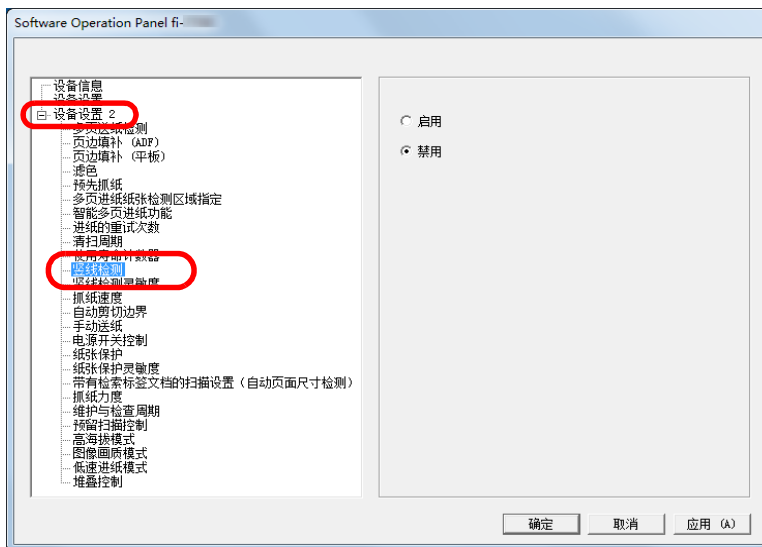 Software Operation Panel fi-
设备信息
设备设置
设备设置 2
多页送纸检测
页边填补 (ADF)
页边填补 (平板)
滤色
预先抓纸
多页进纸纸张检测区域指定
智能多页进纸功能
进纸的重试次数
清扫周期
使用寿命计数器
竖线检测
竖线检测灵敏度
抓纸速度
自动剪切边界
手动送纸
电源开关控制
纸张保护
纸张保护灵敏度
带有检索标签文档的扫描设置(自动页面尺寸检测)
抓纸力度
维护与检查周期
预留扫描控制
高海拔模式
图像画质模式
低速进纸模式
堆叠控制
启用
禁用
确定 取消 应用 (A)